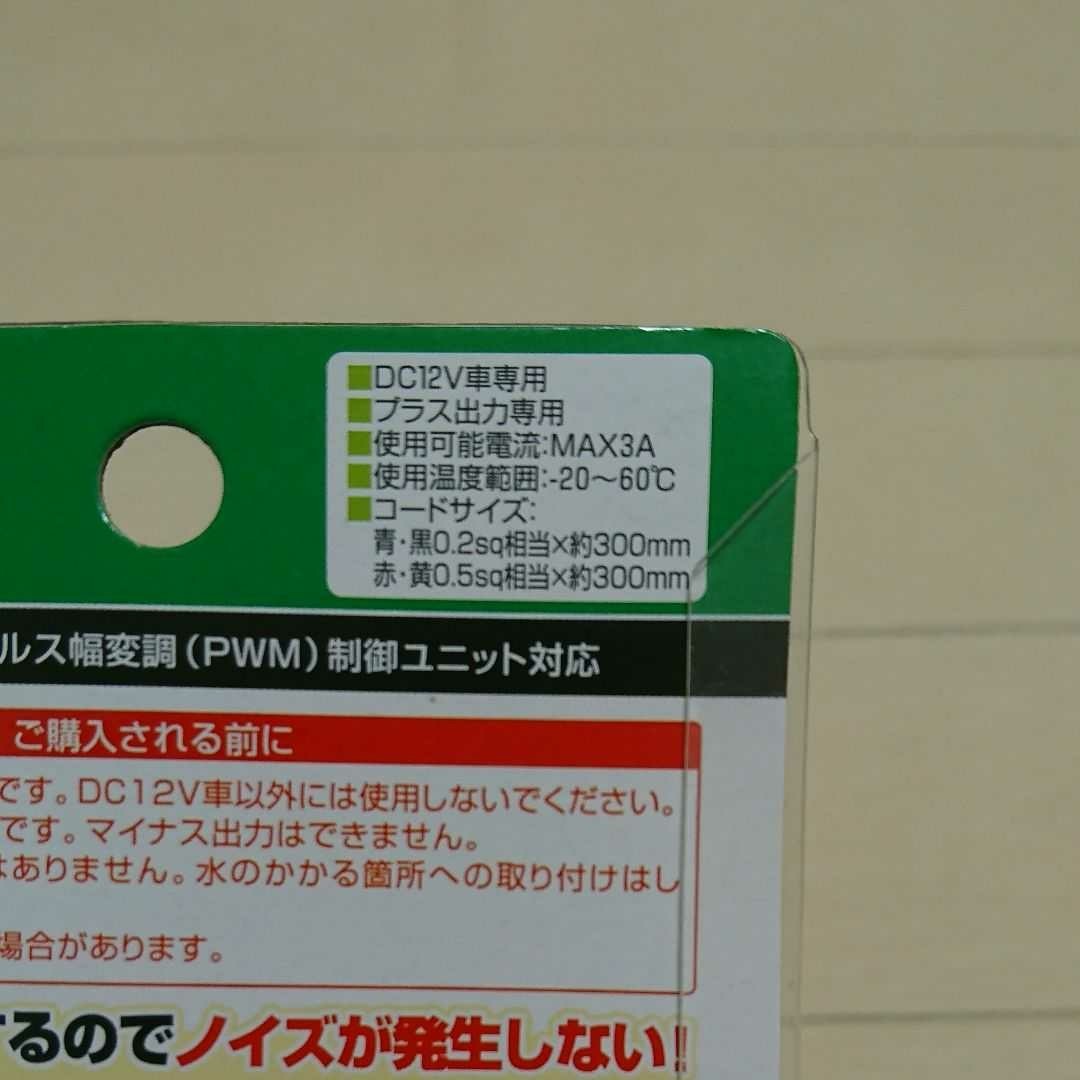 ■DC12V車専用
■プラス出力専用
■使用可能電流:MAX3A
■使用温度範囲:-20〜60℃
■コードサイズ:
青・黒0.2sq相当×約300mm
赤・黄0.5sq相当×約300mm
ルス幅変調(PWM)制御ユニット対応
ご購入される前に
です。DC12V車以外には使用しないでください。
です。マイナス出力はできません。
はありません。水のかかる箇所への取り付けはし
場合があります。
するのでノイズが発生しない!